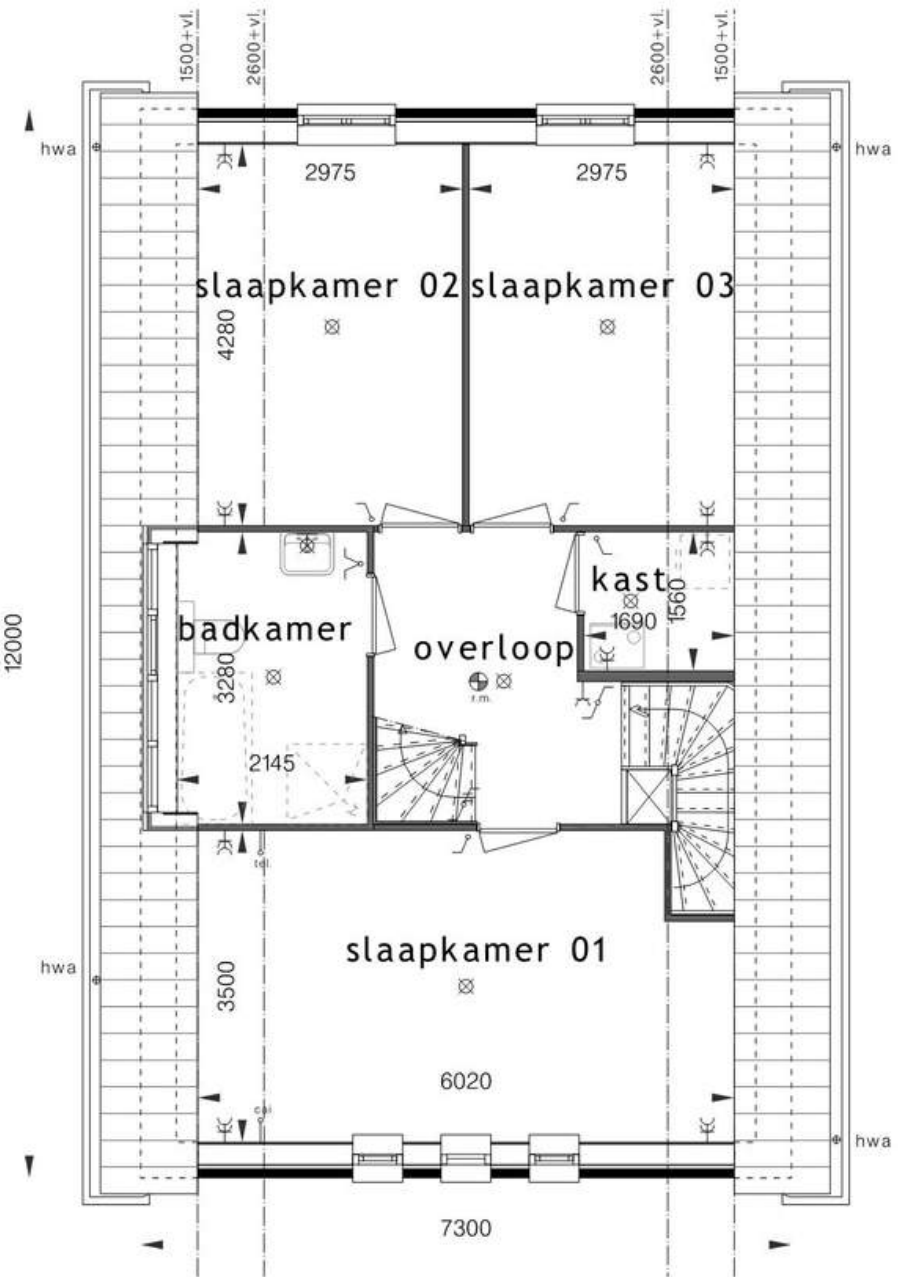 1500+vl.
2600+vl.
2600+vl.
1500+vl.
hwa
hwa
2975
2975
slaapkamer 02
slaapkamer 03
4280
12000
badkamer
3280
2145
overloop
r.m.
kast
1690
1560
tel.
slaapkamer 01
hwa
3500
6020
cai
hwa
7300